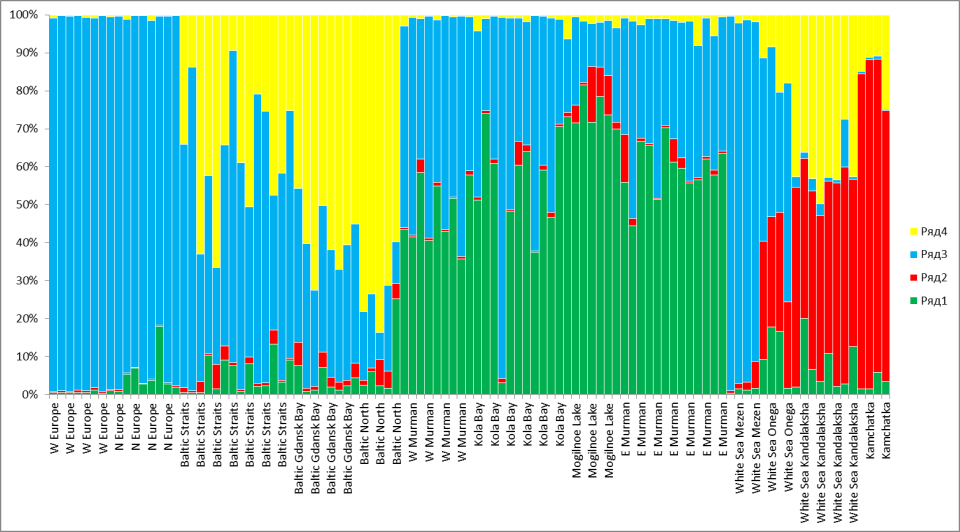 100%
90%
80%
70%
60%
50%
40%
30%
20%
10%
0%
W Europe
W Europe
W Europe
W Europe
N Europe
N Europe
N Europe
N Europe
Baltic Straits
Baltic Straits
Baltic Straits
Baltic Straits
Baltic Straits
Baltic Straits
Baltic Straits
Baltic Gdansk Bay
Baltic Gdansk Bay
Baltic Gdansk Bay
Baltic Gdansk Bay
Baltic North
Baltic North
Baltic North
W Murman
W Murman
W Murman
W Murman
Kola Bay
Kola Bay
Kola Bay
Kola Bay
Kola Bay
Kola Bay
Mogilnoe Lake
Mogilnoe Lake
Mogilnoe Lake
E Murman
E Murman
E Murman
E Murman
E Murman
E Murman
E Murman
White Sea Mezen
White Sea Mezen
White Sea Onega
White Sea Onega
White Sea Kandalaksha
White Sea Kandalaksha
White Sea Kandalaksha
White Sea Kandalaksha
Kamchatka
Kamchatka
Ряд4
Ряд3
Ряд2
Ряд1